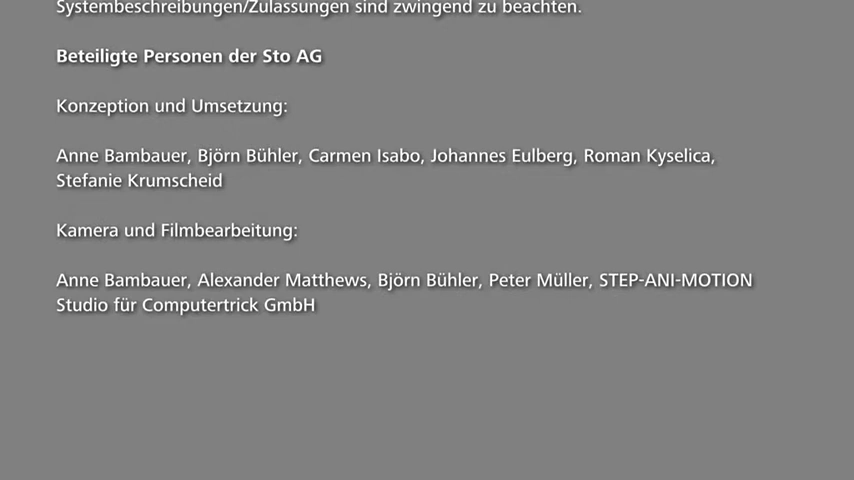 Systembeschreibungen/Zulassungen sind zwingend zu beachten.
Beteiligte Personen der Sto AG
Konzeption und Umsetzung:
Anne Bambauer, Björn Bühler, Carmen Isabo, Johannes Eulberg, Roman Kyselica,
Stefanie Krumscheid
Kamera und Filmbearbeitung:
Anne Bambauer, Alexander Matthews, Björn Bühler, Peter Müller, STEP-ANI-MOTION
Studio für Computertrick GmbH